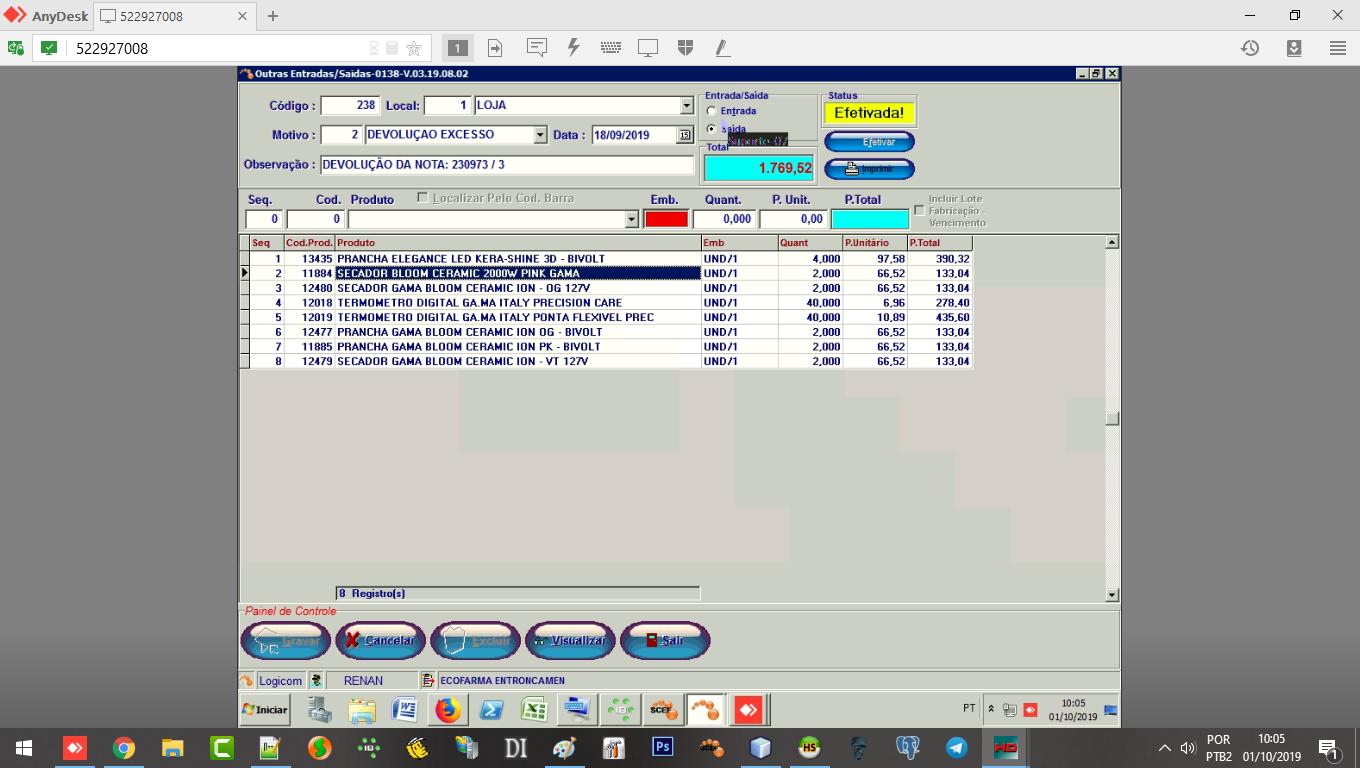 AnyDesk 522927008
522927008 1
Outras Entradas/Saídas-0138-V.03.19.08.02
Código : 238 Local: 1 LOJA
Entrada/Saída
Entrada
Saída
Status
Efetivada!
Motivo : 2 DEVOLUÇAO EXCESSO Data : 18/09/2019 15
Efetivar
Observação : DEVOLUÇÃO DA NOTA: 230973 / 3
Total
1.769,52
Imprimir
Seq. Cod. Produto Localizar Pelo Cod. Barra Emb. Quant. P. Unit. P.Total
Incluir Lote
Fabricação -
Vencimento
0 0 0,000 0,00
Seq Cod.Prod. Produto Emb Quant P.Unitário P.Total
1 13435 PRANCHA ELEGANCE LED KERA-SHINE 3D - BIVOLT UND/1 4,000 97,58 390,32
2 11884 SECADOR BLOOM CERAMIC 2000W PINK GAMA UND/1 2,000 66,52 133,04
3 12480 SECADOR GAMA BLOOM CERAMIC ION - OG 127V UND/1 2,000 66,52 133,04
4 12018 TERMOMETRO DIGITAL GA.MA ITALY PRECISION CARE UND/1 40,000 6,96 278,40
5 12019 TERMOMETRO DIGITAL GA.MA ITALY PONTA FLEXIVEL PREC UND/1 40,000 10,89 435,60
6 12477 PRANCHA GAMA BLOOM CERAMIC ION OG - BIVOLT UND/1 2,000 66,52 133,04
7 11885 PRANCHA GAMA BLOOM CERAMIC ION PK - BIVOLT UND/1 2,000 66,52 133,04
8 12479 SECADOR GAMA BLOOM CERAMIC ION - VT 127V UND/1 2,000 66,52 133,04
8 Registro(s)
Painel de Controle
Gravar Cancelar Excluir Visualizar Sair
Logicom RENAN ECOFARMA ENTRONCAMEN
Iniciar SCEF PT 10:05
01/10/2019
DI Ps HS HD POR 10:05
PTB2 01/10/2019 1